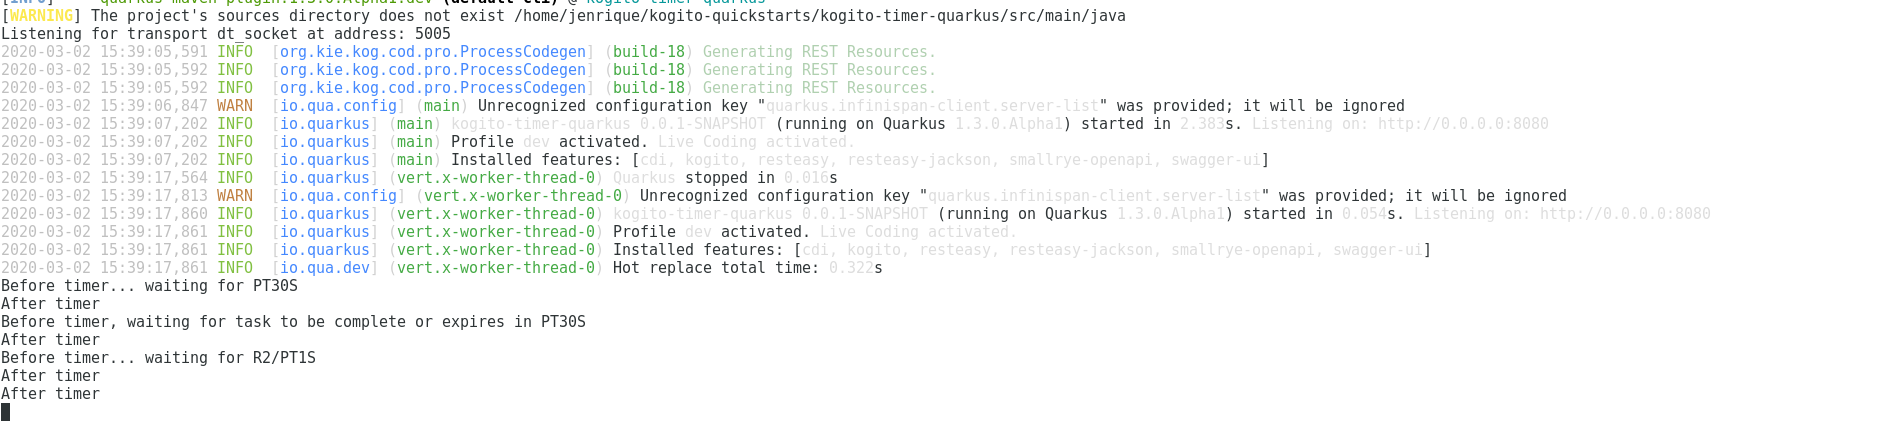 [INFO] --- quarkus-maven-plugin:1.3.0.Alpha1:dev (default-cli) @ kogito-timer-quarkus ---
[WARNING] The project's sources directory does not exist /home/jenrique/kogito-quickstarts/kogito-timer-quarkus/src/main/java
Listening for transport dt_socket at address: 5005
2020-03-02 15:39:05,591 INFO  [org.kie.kog.cod.pro.ProcessCodegen] (build-18) Generating REST Resources.
2020-03-02 15:39:05,592 INFO  [org.kie.kog.cod.pro.ProcessCodegen] (build-18) Generating REST Resources.
2020-03-02 15:39:05,592 INFO  [org.kie.kog.cod.pro.ProcessCodegen] (build-18) Generating REST Resources.
2020-03-02 15:39:06,847 WARN  [io.qua.config] (main) Unrecognized configuration key "quarkus.infinispan-client.server-list" was provided; it will be ignored
2020-03-02 15:39:07,202 INFO  [io.quarkus] (main) kogito-timer-quarkus 0.0.1-SNAPSHOT (running on Quarkus 1.3.0.Alpha1) started in 2.383s. Listening on: http://0.0.0.0:8080
2020-03-02 15:39:07,202 INFO  [io.quarkus] (main) Profile dev activated. Live Coding activated.
2020-03-02 15:39:07,202 INFO  [io.quarkus] (main) Installed features: [cdi, kogito, resteasy, resteasy-jackson, smallrye-openapi, swagger-ui]
2020-03-02 15:39:17,564 INFO  [io.quarkus] (vert.x-worker-thread-0) Quarkus stopped in 0.016s
2020-03-02 15:39:17,813 WARN  [io.qua.config] (vert.x-worker-thread-0) Unrecognized configuration key "quarkus.infinispan-client.server-list" was provided; it will be ignored
2020-03-02 15:39:17,860 INFO  [io.quarkus] (vert.x-worker-thread-0) kogito-timer-quarkus 0.0.1-SNAPSHOT (running on Quarkus 1.3.0.Alpha1) started in 0.054s. Listening on: http://0.0.0.0:8080
2020-03-02 15:39:17,861 INFO  [io.quarkus] (vert.x-worker-thread-0) Profile dev activated. Live Coding activated.
2020-03-02 15:39:17,861 INFO  [io.quarkus] (vert.x-worker-thread-0) Installed features: [cdi, kogito, resteasy, resteasy-jackson, smallrye-openapi, swagger-ui]
2020-03-02 15:39:17,861 INFO  [io.qua.dev] (vert.x-worker-thread-0) Hot replace total time: 0.322s
Before timer... waiting for PT30S
After timer
Before timer, waiting for task to be complete or expires in PT30S
After timer
Before timer... waiting for R2/PT1S
After timer
After timer